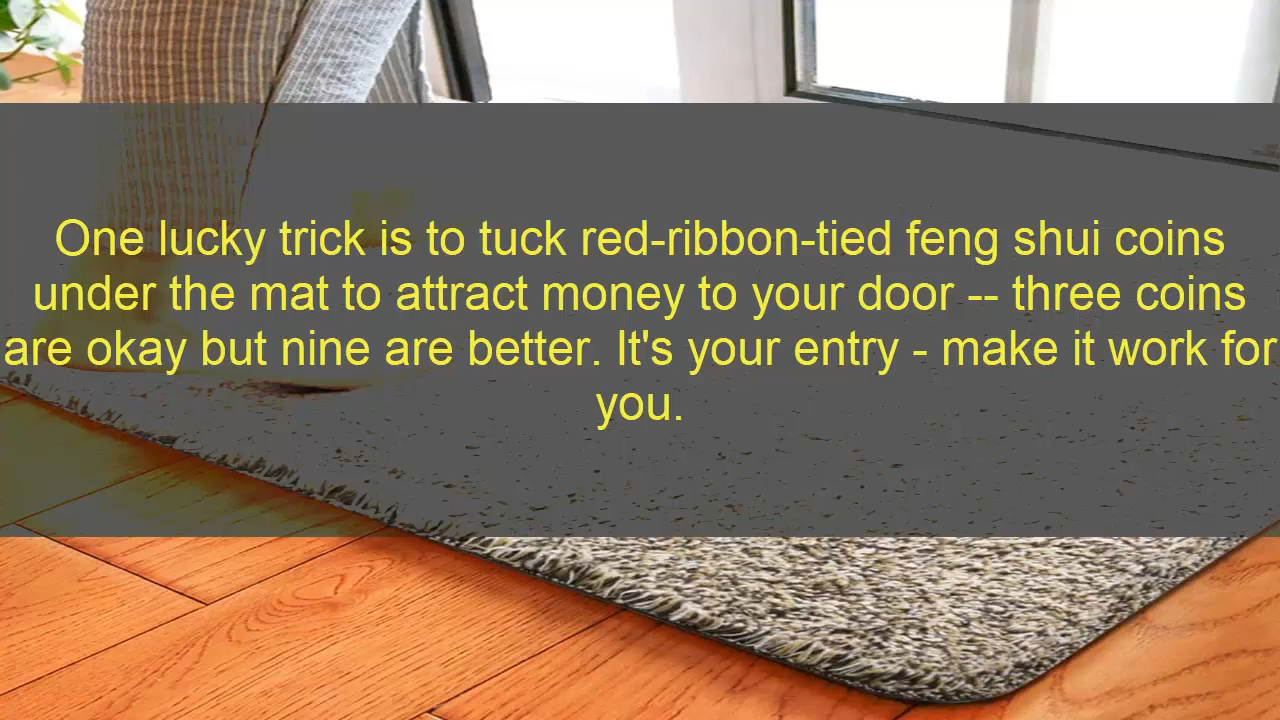 One lucky trick is to tuck red-ribbon-tied feng shui coins
under the mat to attract money to your door -- three coins
are okay but nine are better. It's your entry - make it work for
you.